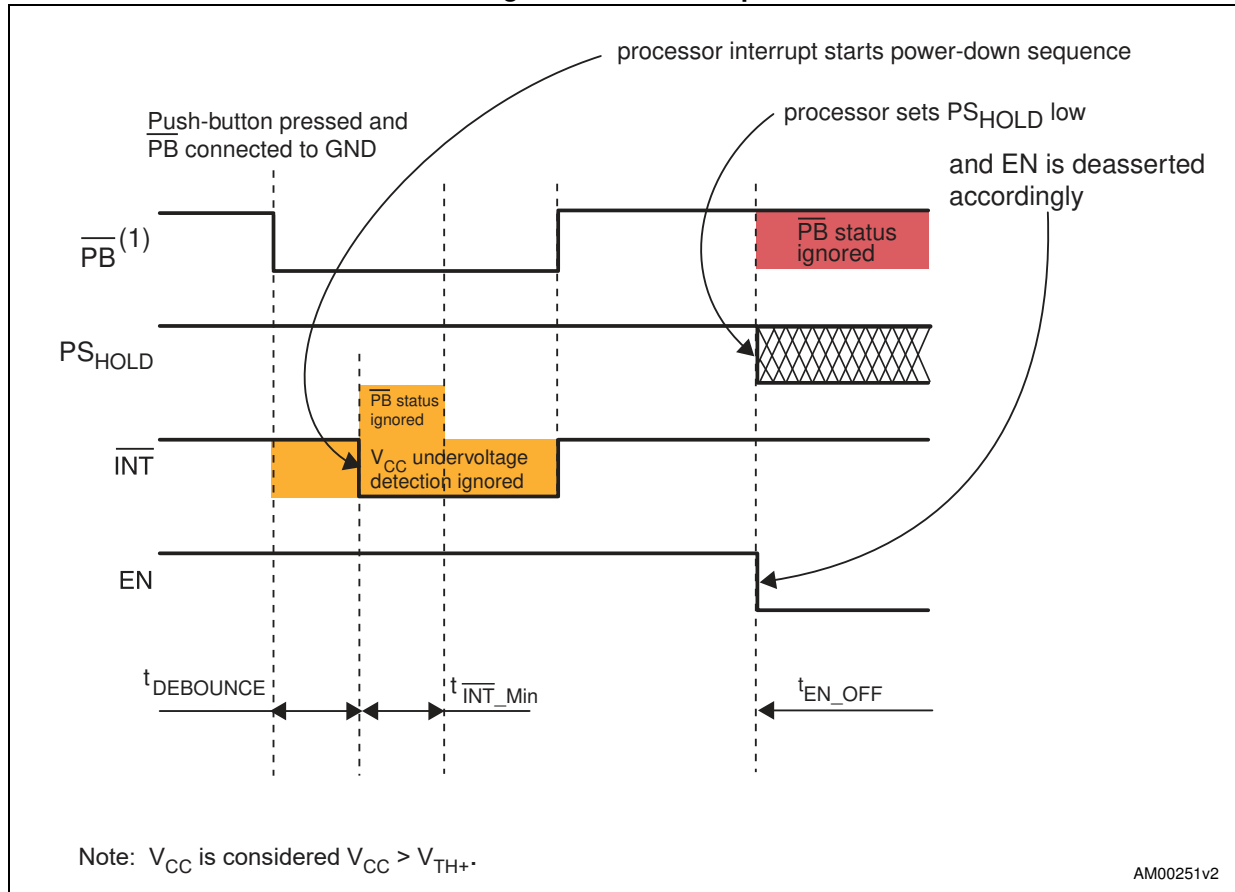 processor interrupt starts power-down sequence
processor sets PSHOLD low
and EN is deasserted
accordingly
Push-button pressed and
PB connected to GND
PB(1)
PB status
ignored
PSHOLD
PB status
ignored
INT
VCC undervoltage
detection ignored
EN
tDEBOUNCE
tINT_Min
tEN_OFF
Note: VCC is considered VCC > VTH+.
AM00251v2